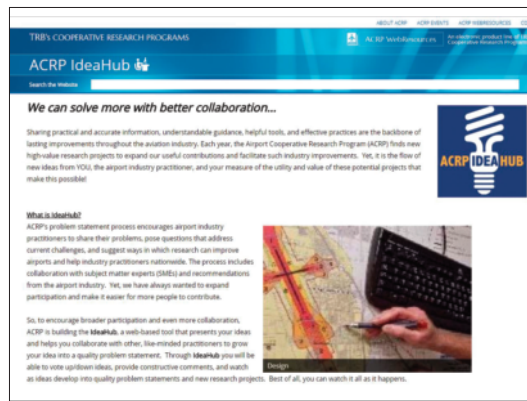 ABOUT ACRP ACRP EVENTS ACRP WEBRESOURCES
TRB's COOPERATIVE RESEARCH PROGRAMS
ACRP WebResources
An electronic product line of the
Cooperative Research Program
ACRP IdeaHub
Search the Website
We can solve more with better collaboration...
Sharing practical and accurate information, understandable guidance, helpful tools, and effective practices are the backbone of
lasting improvements throughout the aviation industry. Each year, the Airport Cooperative Research Program (ACRP) finds new
high-value research projects to expand our useful contributions and facilitate such industry improvements. Yet, it is the flow of
new ideas from YOU, the airport industry practitioner, and your measure of the utility and value of these potential projects that
make this possible!
ACRP IDEA HUB
What is IdeaHub?
ACRP's problem statement process encourages airport industry
practitioners to share their problems, pose questions that address
current challenges, and suggest ways in which research can improve
airports and help industry practitioners nationwide. The process includes
collaboration with subject matter experts (SMEs) and recommendations
from the airport industry. Yet, we have always wanted to expand
participation and make it easier for more people to contribute.
So, to encourage broader participation and even more collaboration,
ACRP is building the IdeaHub, a web-based tool that presents your ideas
and helps you collaborate with other, like-minded practitioners to grow
your idea into a quality problem statement. Through IdeaHub you will be
able to vote up/down ideas, provide constructive comments, and watch
as ideas develop into quality problem statements and new research projects. Best of all, you can watch it all as it happens.
Design